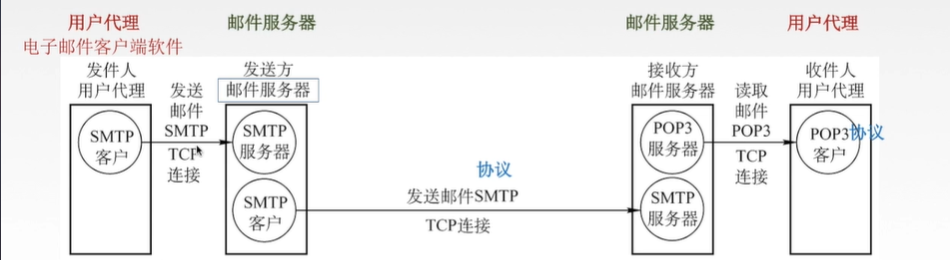 用户代理
邮件服务器
邮件服务器
用户代理
电子邮件客户端软件
发件人
用户代理
发送
邮件
SMTP
TCP
连接
发送方
邮件服务器
接收方
邮件服务器
读取
邮件
POP3
TCP
连接
收件人
用户代理
SMTP
客户
SMTP
服务器
SMTP
客户
协议
发送邮件SMTP
TCP连接
POP3
服务器
SMTP
服务器
POP3协议
客户